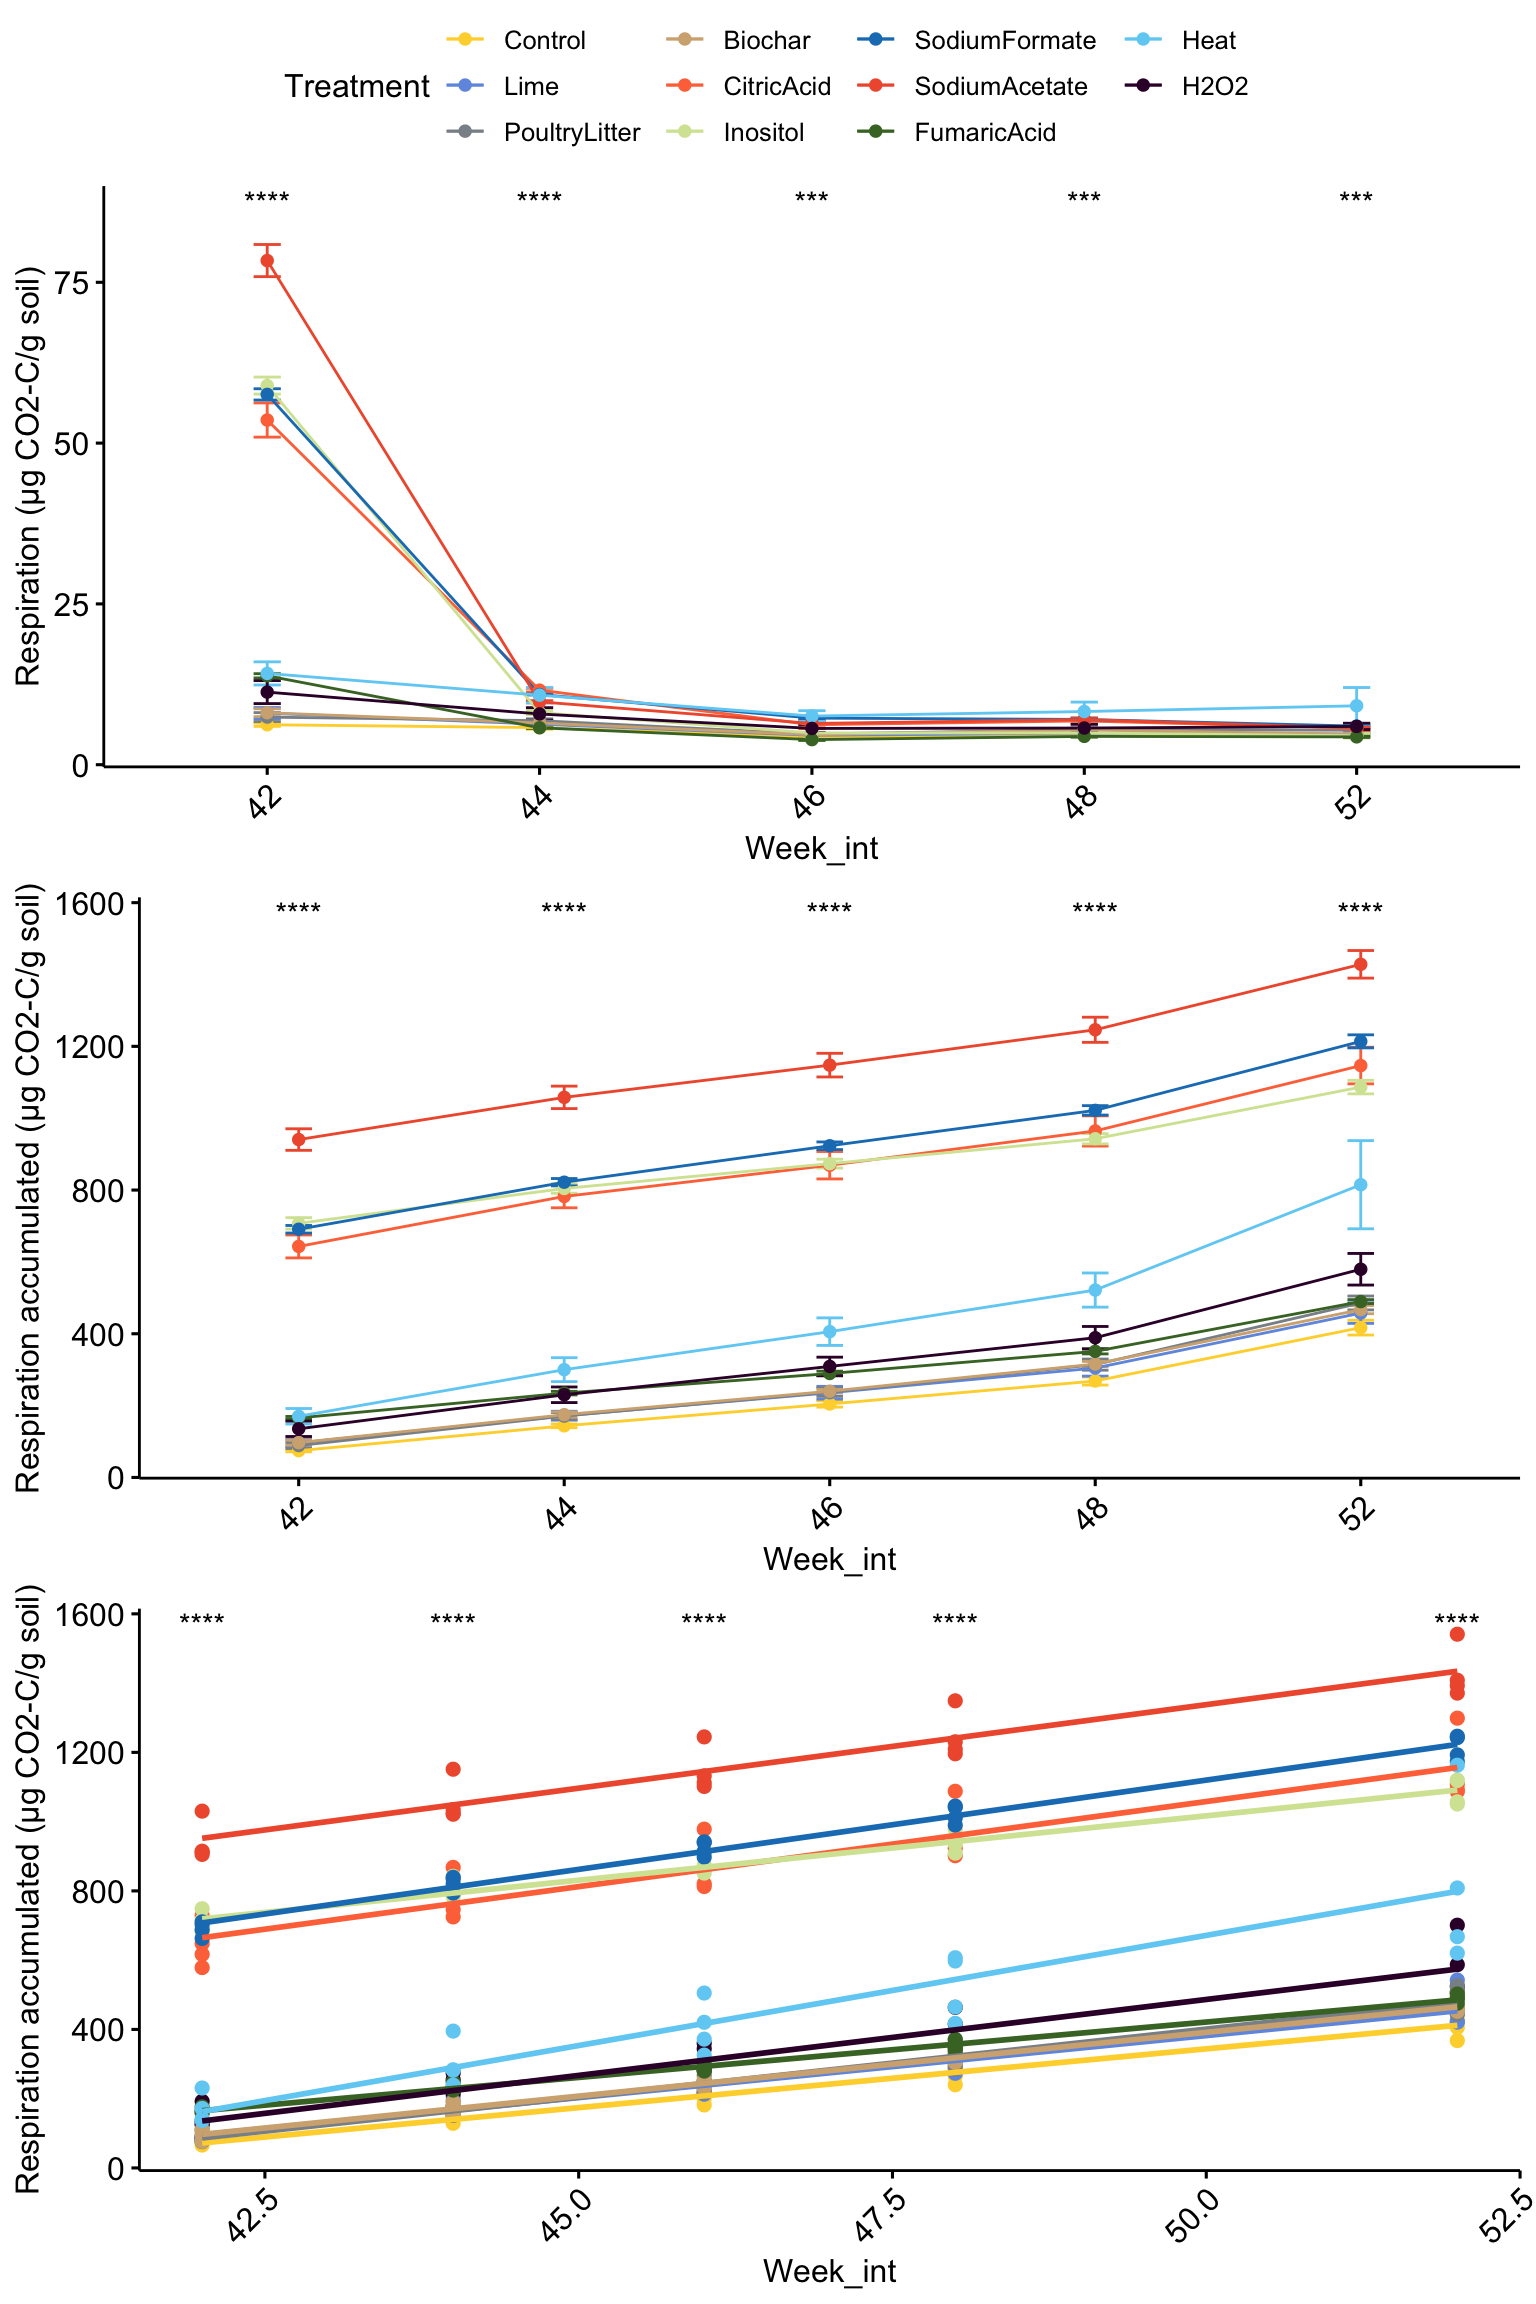 Treatment
Control
Biochar
SodiumFormate
Heat
Lime
CitricAcid
SodiumAcetate
H2O2
PoultryLitter
Inositol
FumaricAcid
Respiration (µg CO2-C/g soil)
**** **** *** *** ***
75
50
25
0
42 44 46 48 52
Week_int
Respiration accumulated (µg CO2-C/g soil)
**** **** **** **** ****
1600
1200
800
400
0
42 44 46 48 52
Week_int
Respiration accumulated (µg CO2-C/g soil)
**** **** **** **** ****
1600
1200
800
400
0
42.5 45.0 47.5 50.0 52.5
Week_int